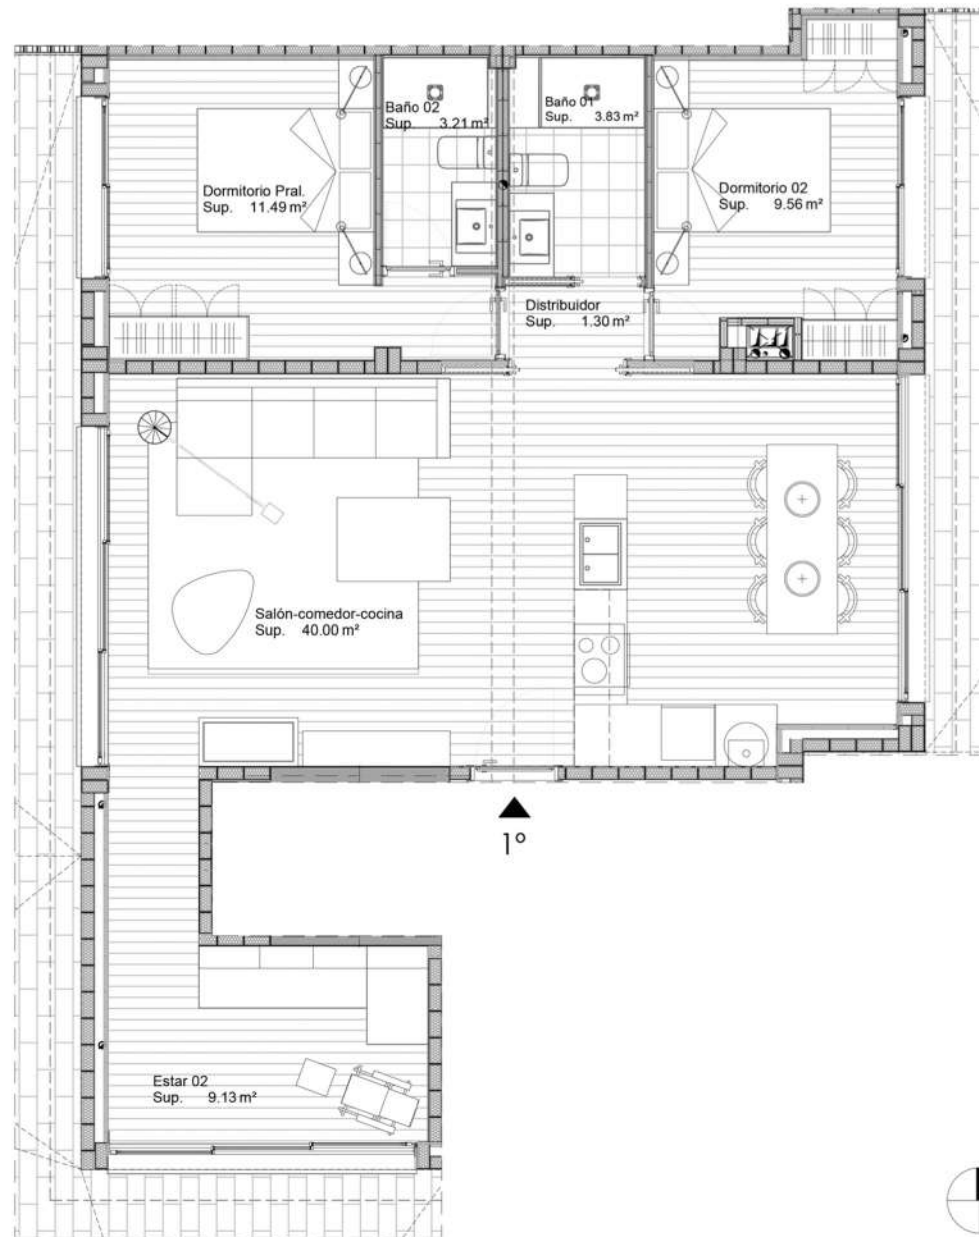 Baño 02
Sup. 3.21 m²
Baño 01
Sup. 3.83 m²
Dormitorio Pral.
Sup. 11.49 m²
Dormitorio 02
Sup. 9.56 m²
Distribuidor
Sup. 1.30 m²
Salón-comedor-cocina
Sup. 40.00 m²
1º
Estar 02
Sup. 9.13 m²